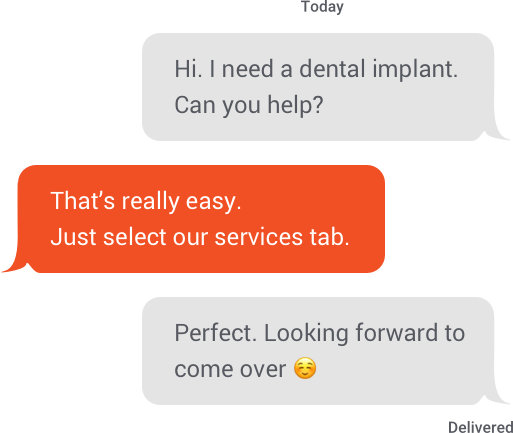 Today
Hi. I need a dental implant.
Can you help?
That's really easy.
Just select our services tab.
Perfect. Looking forward to
come over ☺️
Delivered